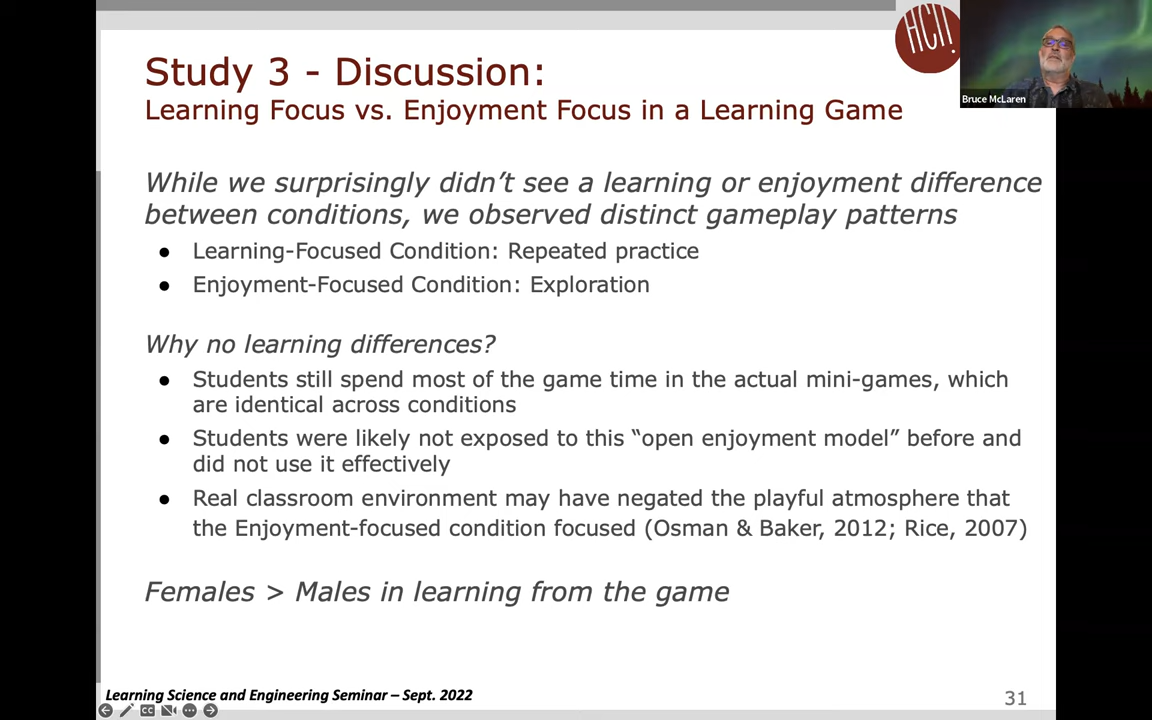 HCII
Bruce McLaren
Study 3 - Discussion:
Learning Focus vs. Enjoyment Focus in a Learning Game
While we surprisingly didn't see a learning or enjoyment difference
between conditions, we observed distinct gameplay patterns
● Learning-Focused Condition: Repeated practice
● Enjoyment-Focused Condition: Exploration
Why no learning differences?
● Students still spend most of the game time in the actual mini-games, which
are identical across conditions
● Students were likely not exposed to this “open enjoyment model” before and
did not use it effectively
● Real classroom environment may have negated the playful atmosphere that
the Enjoyment-focused condition focused (Osman & Baker, 2012; Rice, 2007)
Females > Males in learning from the game
Learning Science and Engineering Seminar – Sept. 2022
31
CC